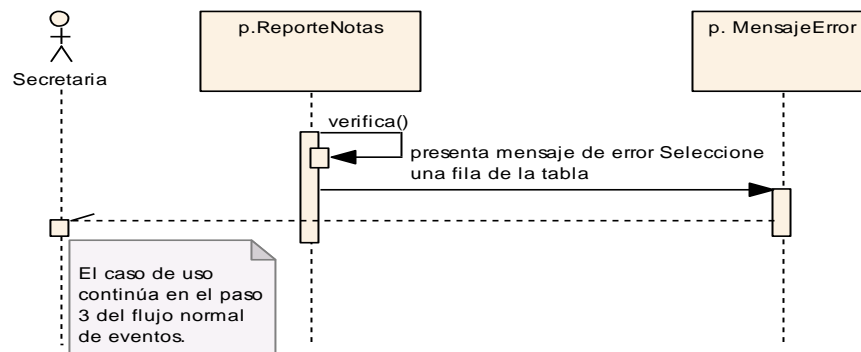 p.ReporteNotas
p. MensajeError
Secretaria
verifica()
presenta mensaje de error Seleccione
una fila de la tabla
El caso de uso
continúa en el paso
3 del flujo normal
de eventos.